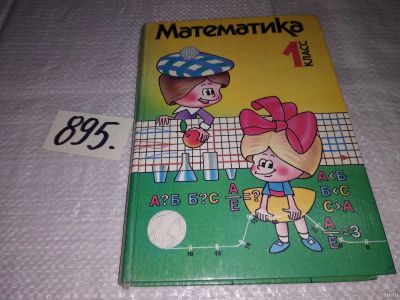 Математика
1
КЛАСС
895.
А?Б Б?С А/Е=?
А<Б
Б<С
С>А
А/Е=3